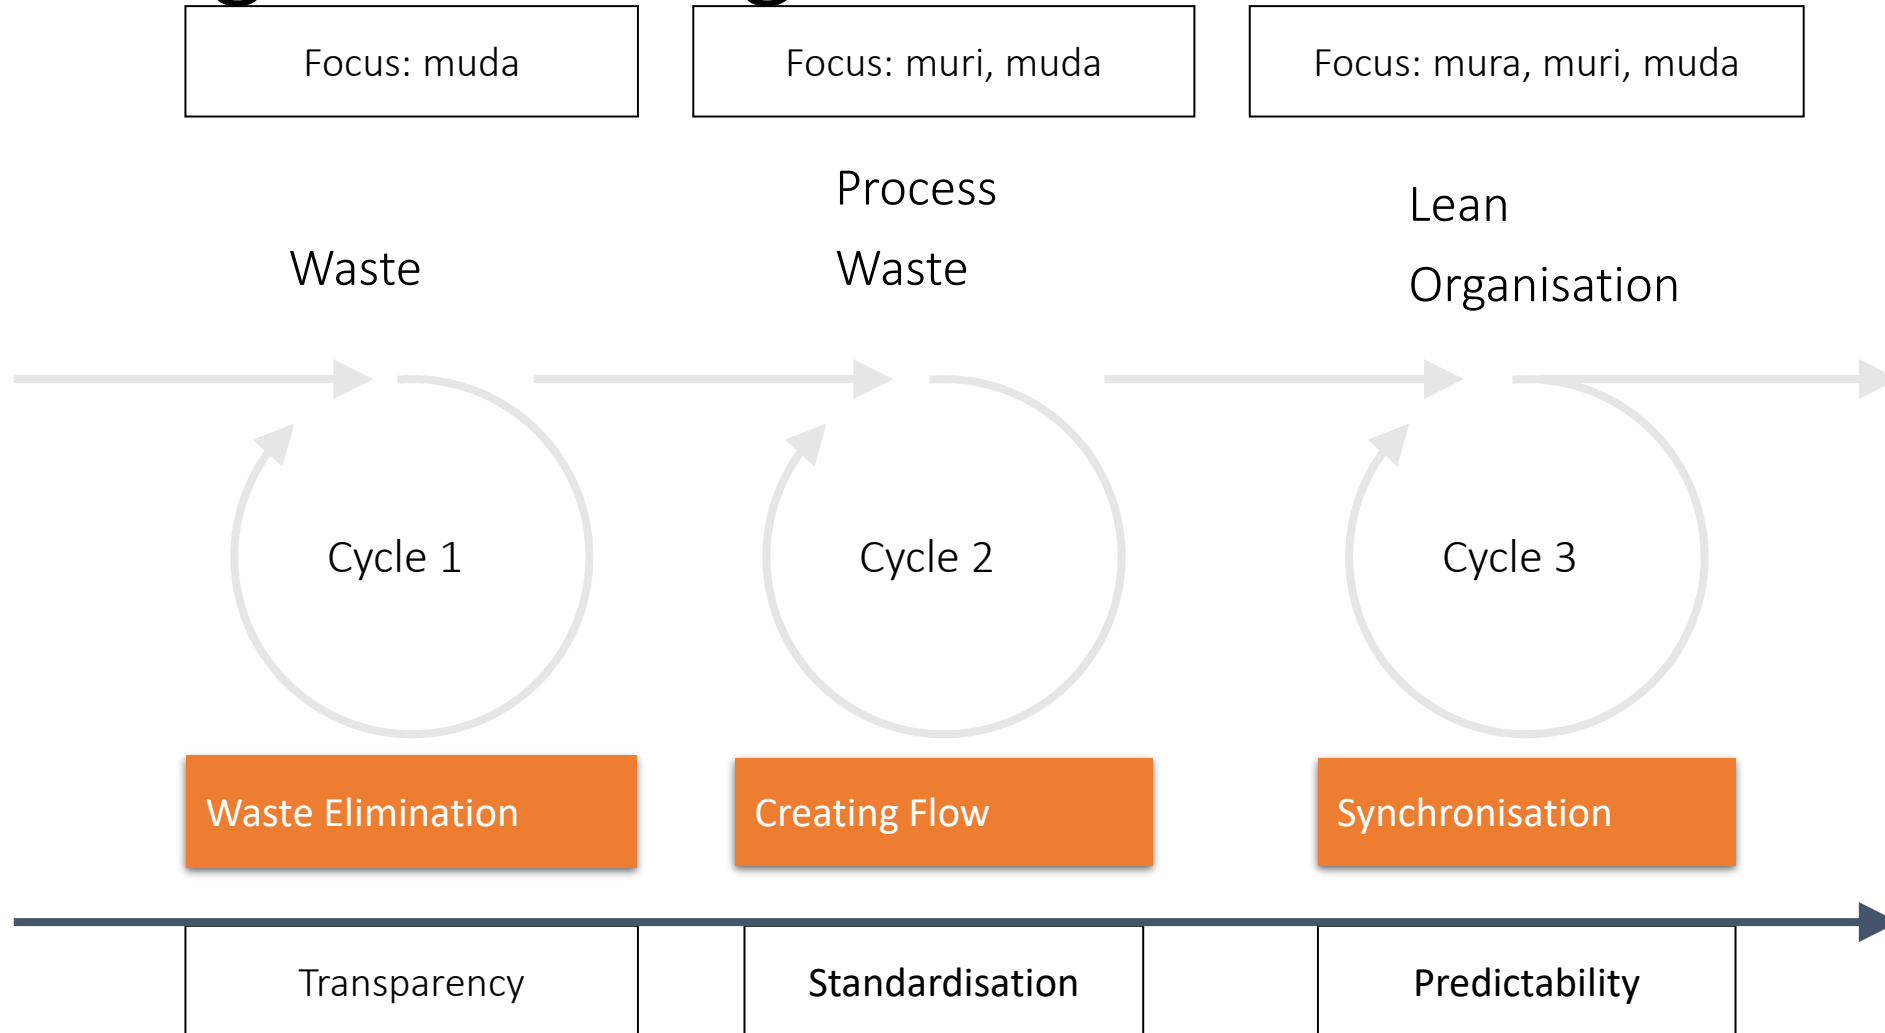 Focus: muda
Focus: muri, muda
Focus: mura, muri, muda
Waste
Process
Waste
Lean
Organisation
Cycle 1
Cycle 2
Cycle 3
Waste Elimination
Creating Flow
Synchronisation
Transparency
Standardisation
Predictability